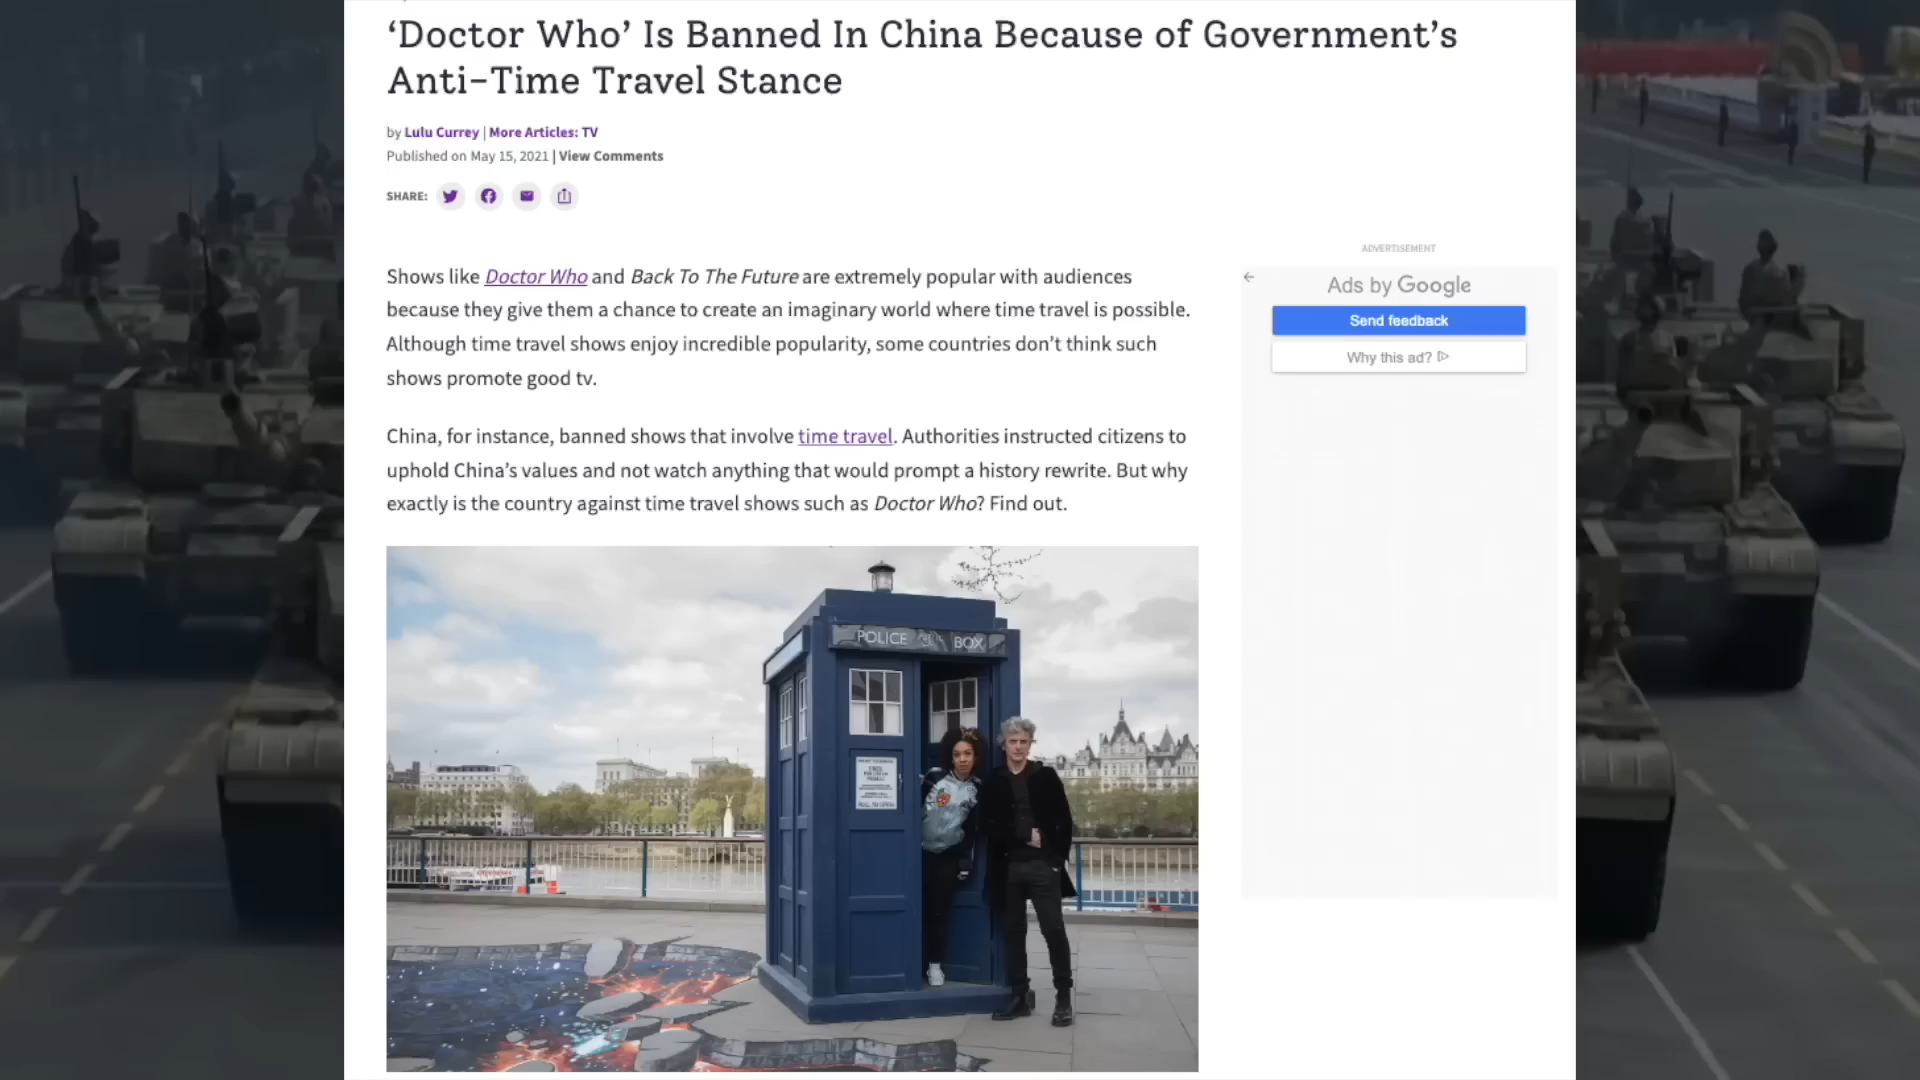 ‘Doctor Who’ Is Banned In China Because of Government’s
Anti-Time Travel Stance
by Lulu Currey | More Articles: TV
Published on May 15, 2021 | View Comments
SHARE:
Shows like Doctor Who and Back To The Future are extremely popular with audiences
because they give them a chance to create an imaginary world where time travel is possible.
Although time travel shows enjoy incredible popularity, some countries don’t think such
shows promote good tv.
China, for instance, banned shows that involve time travel. Authorities instructed citizens to
uphold China’s values and not watch anything that would prompt a history rewrite. But why
exactly is the country against time travel shows such as Doctor Who? Find out.
ADVERTISEMENT
Ads by Google
Send feedback
Why this ad?
POLICE BOX
PULL TO OPEN